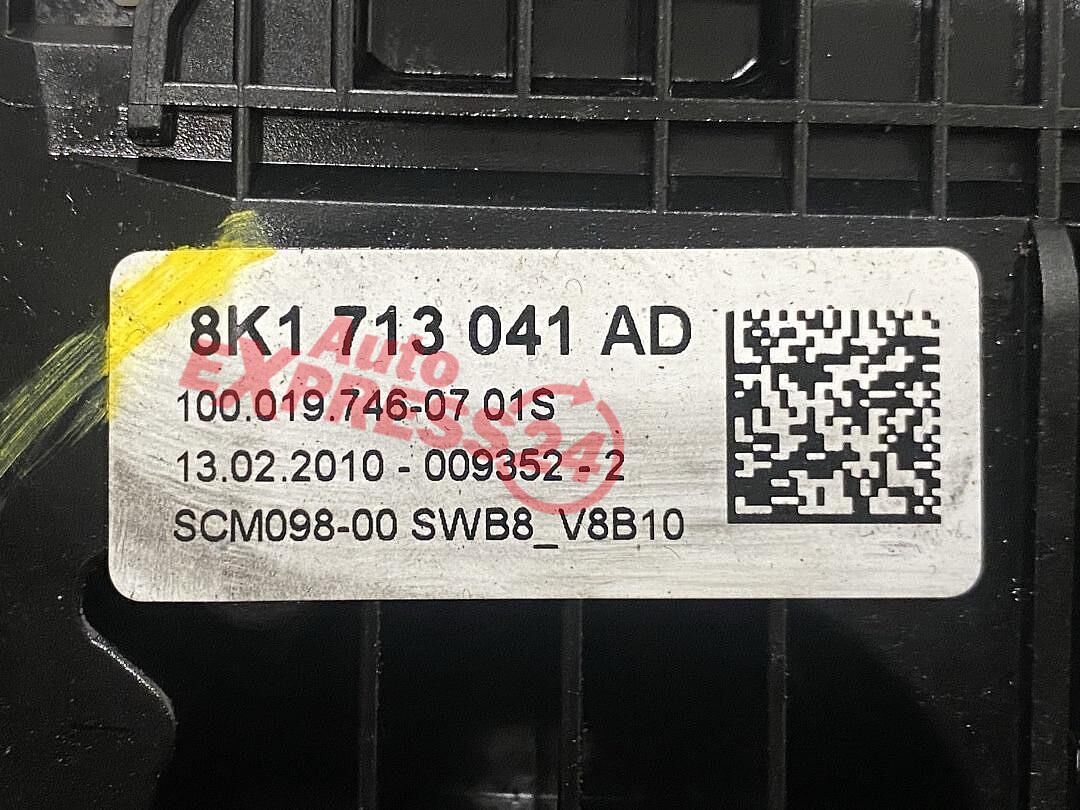 8K1 713 041 AD
Auto
EXPRESS24
100.019.746-07 01S
13.02.2010 - 009352 - 2
SCM098-00 SWB8_V8B10